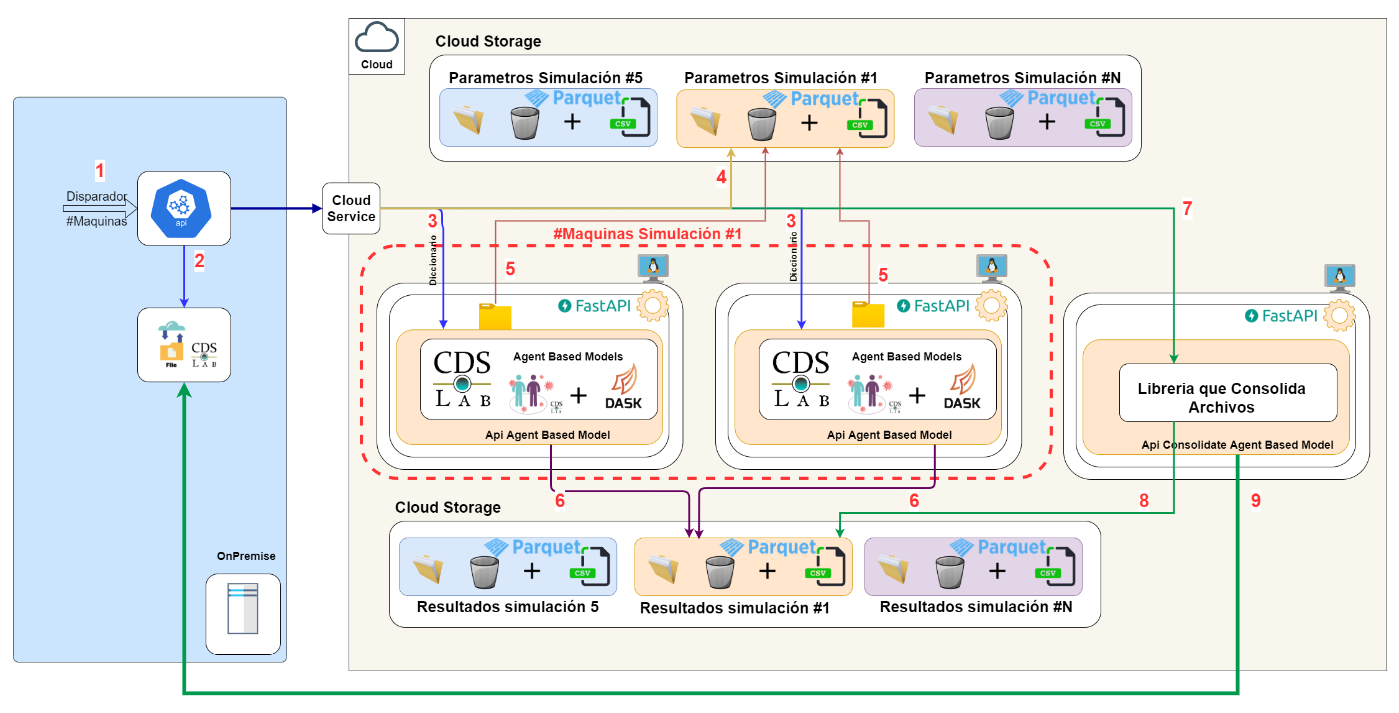 Cloud
Cloud Storage
Parametros Simulación #5
Parquet
+
CSV
Parametros Simulación #1
Parquet
+
CSV
Parametros Simulación #N
Parquet
+
CSV
1
Disparador
#Maquinas
api
2
File
CDS
LAB
OnPremise
Cloud
Service
3
Diccionario
4
3
Diccionario
7
#Maquinas Simulación #1
5
5
FastAPI
CDS
LAB
Agent Based Models
CDS
LAB
+
DASK
Api Agent Based Model
FastAPI
CDS
LAB
Agent Based Models
CDS
LAB
+
DASK
Api Agent Based Model
FastAPI
Libreria que Consolida
Archivos
Api Consolidate Agent Based Model
6
6
8
9
Cloud Storage
Parquet
+
CSV
Resultados simulación 5
Parquet
+
CSV
Resultados simulación #1
Parquet
+
CSV
Resultados simulación #N